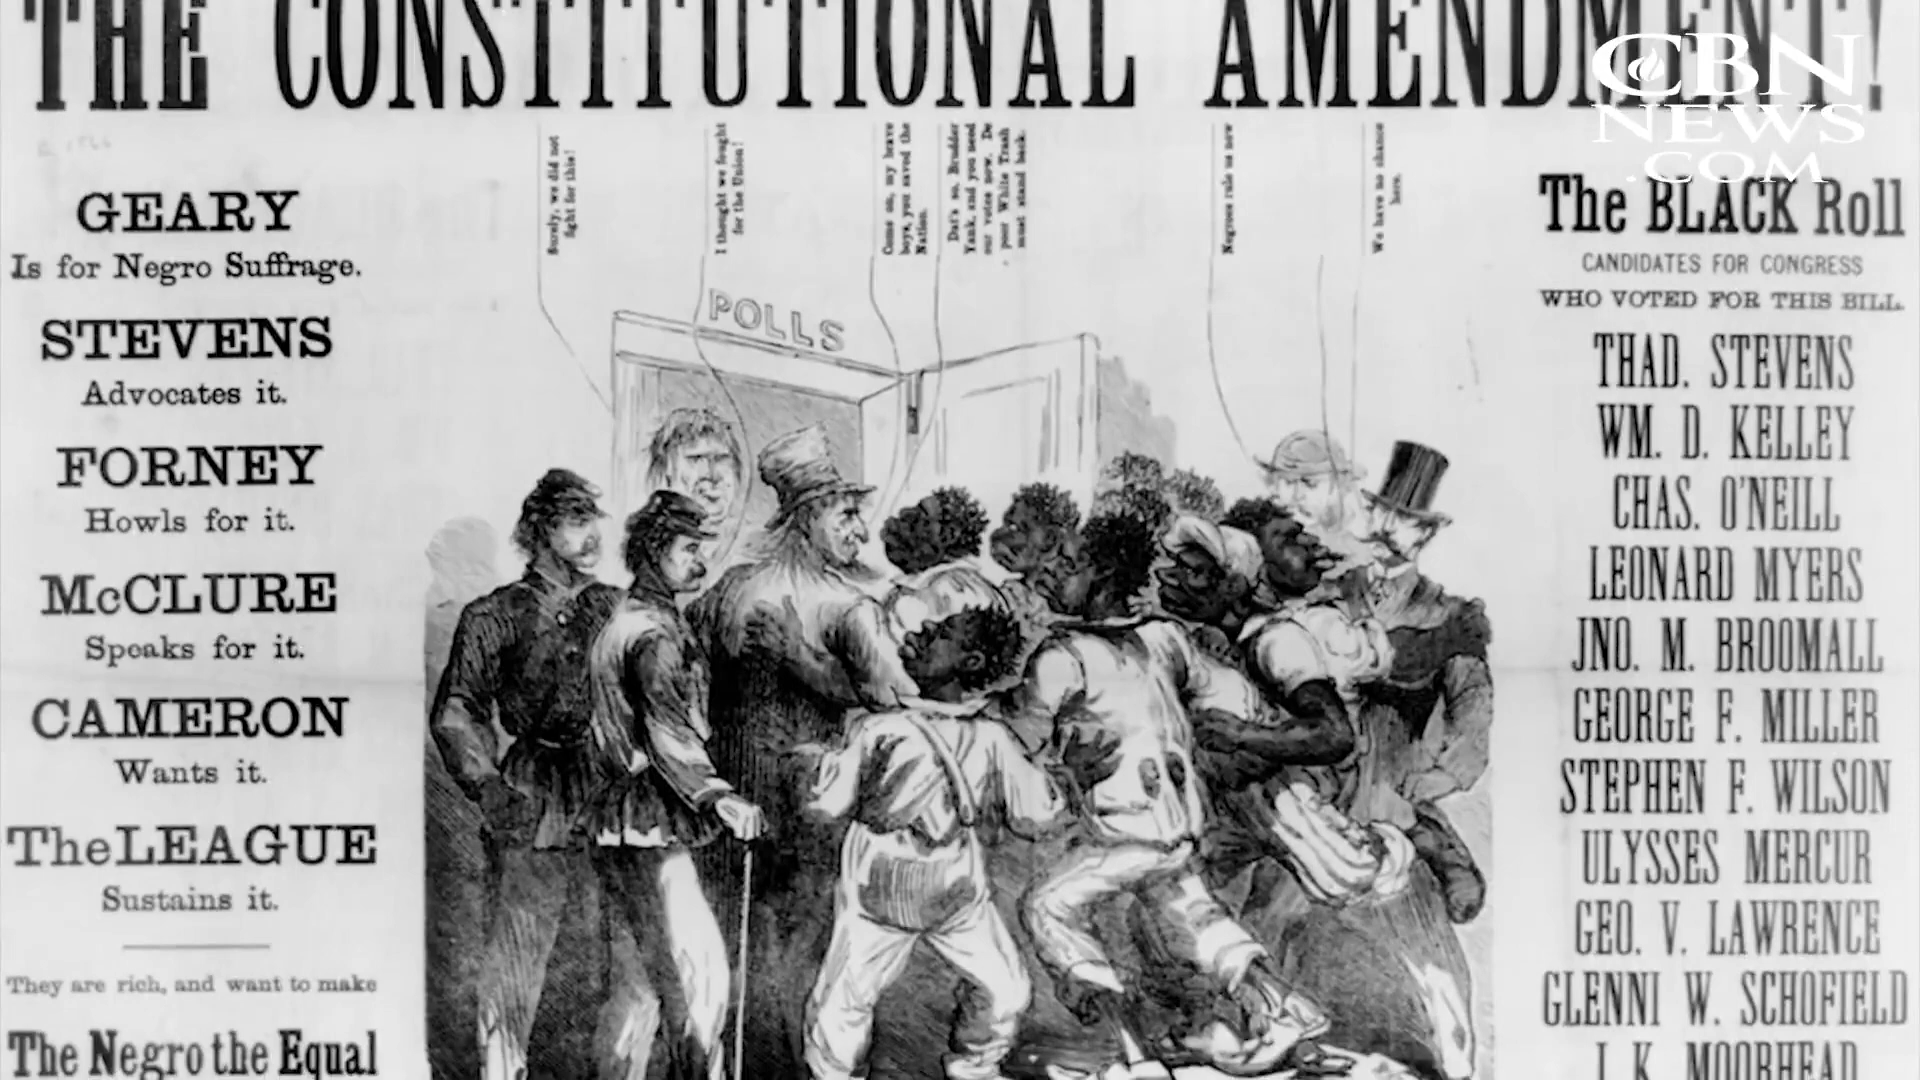 THE CONSTITUTIONAL AMENDMENT!
CBN
NEWS
.COM
GEARY
Is for Negro Suffrage.
STEVENS
Advocates it.
FORNEY
Howls for it.
McCLURE
Speaks for it.
CAMERON
Wants it.
The LEAGUE
Sustains it.
They are rich, and want to make
The Negro the Equal
Surely, we did not
fight for this!
I thought we fought
for the Union!
Come on, my brave
boys, you saved the
Nation.
Dat's so, Brudder
Yank, and you need
our votes now. De
poor White Trash
must stand back.
Negroes rule us now
We have no chance
here.
POLLS
The BLACK Roll
CANDIDATES FOR CONGRESS
WHO VOTED FOR THIS BILL.
THAD. STEVENS
WM. D. KELLEY
CHAS. O'NEILL
LEONARD MYERS
JNO. M. BROOMALL
GEORGE F. MILLER
STEPHEN F. WILSON
ULYSSES MERCUR
GEO. V. LAWRENCE
GLENNI W. SCHOFIELD
J. K. MOORHEAD